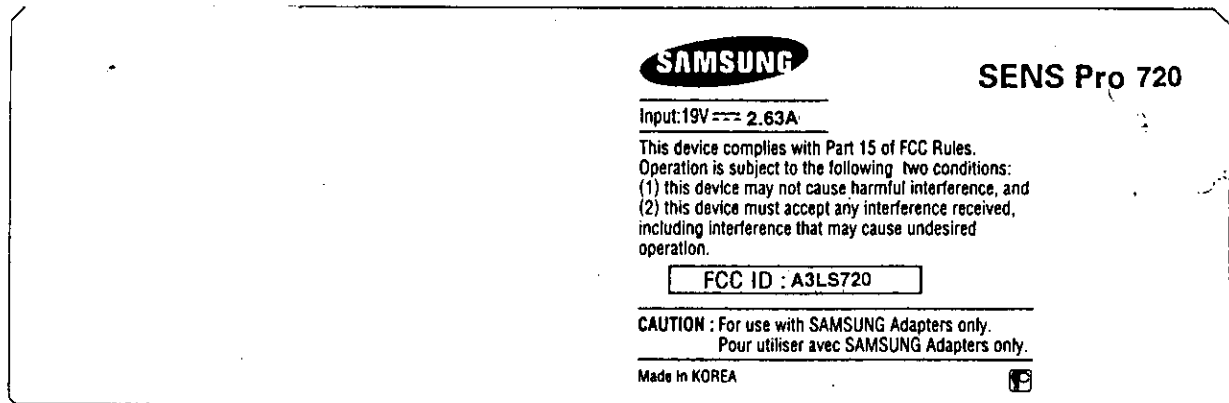 SAMSUNG
SENS Pro 720
Input:19V 2.63A
This device complies with Part 15 of FCC Rules.
Operation is subject to the following two conditions:
(1) this device may not cause harmful interference, and
(2) this device must accept any interference received,
including interference that may cause undesired
operation.
FCC ID : A3LS720
CAUTION : For use with SAMSUNG Adapters only.
Pour utiliser avec SAMSUNG Adapters only.
Made in KOREA